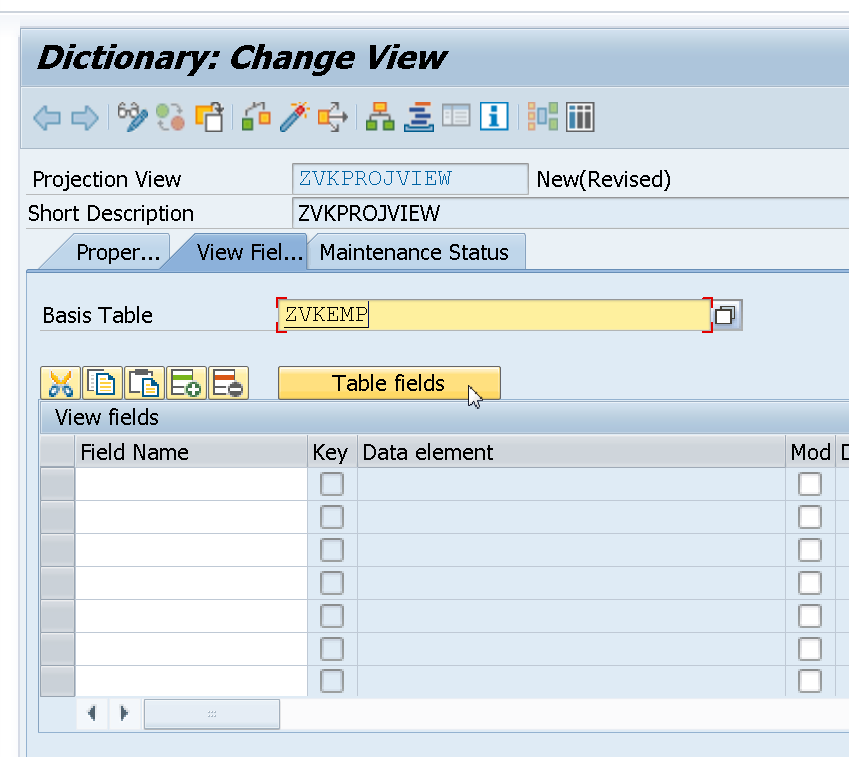 Dictionary: Change View
Projection View ZVKPROJVIEW New(Revised)
Short Description ZVKPROJVIEW
Proper... View Fiel... Maintenance Status
Basis Table ZVKEMP
Table fields
View fields
Field Name Key Data element Mod